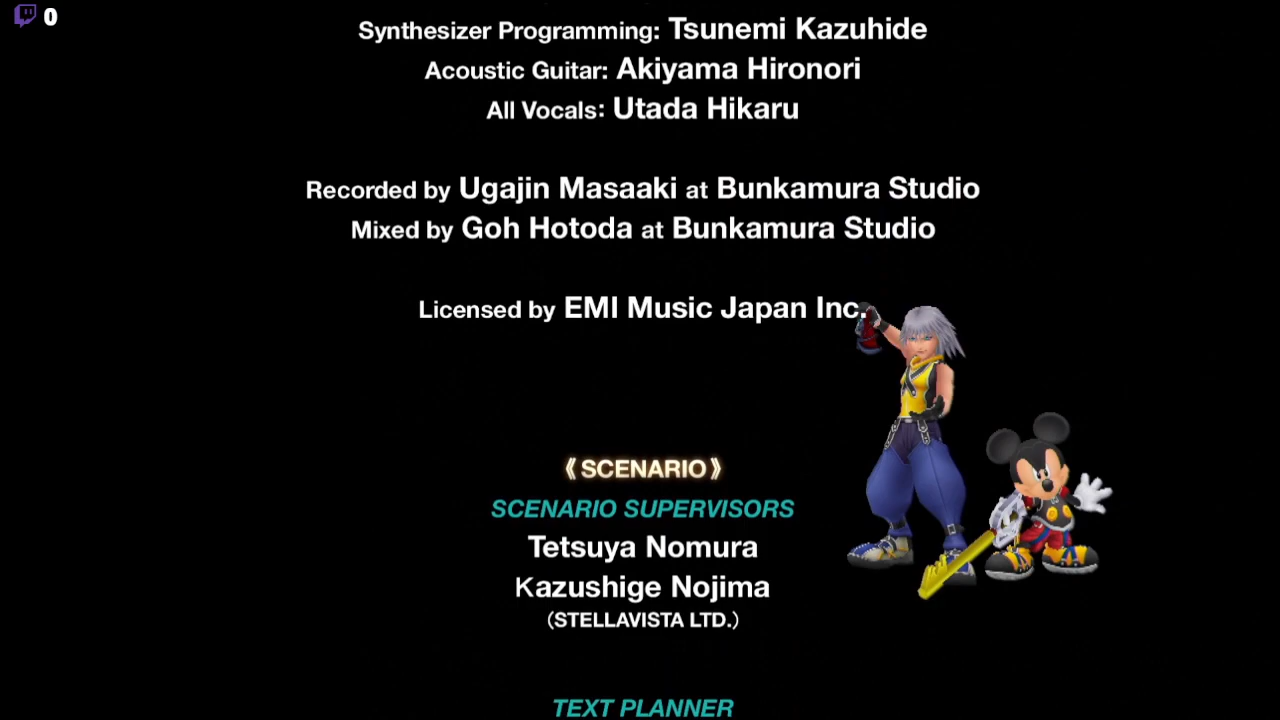 0
Synthesizer Programming: Tsunemi Kazuhide
Acoustic Guitar: Akiyama Hironori
All Vocals: Utada Hikaru
Recorded by Ugajin Masaaki at Bunkamura Studio
Mixed by Goh Hotoda at Bunkamura Studio
Licensed by EMI Music Japan Inc.
《SCENARIO》
SCENARIO SUPERVISORS
Tetsuya Nomura
Kazushige Nojima
(STELLAVISTA LTD.)
TEXT PLANNER